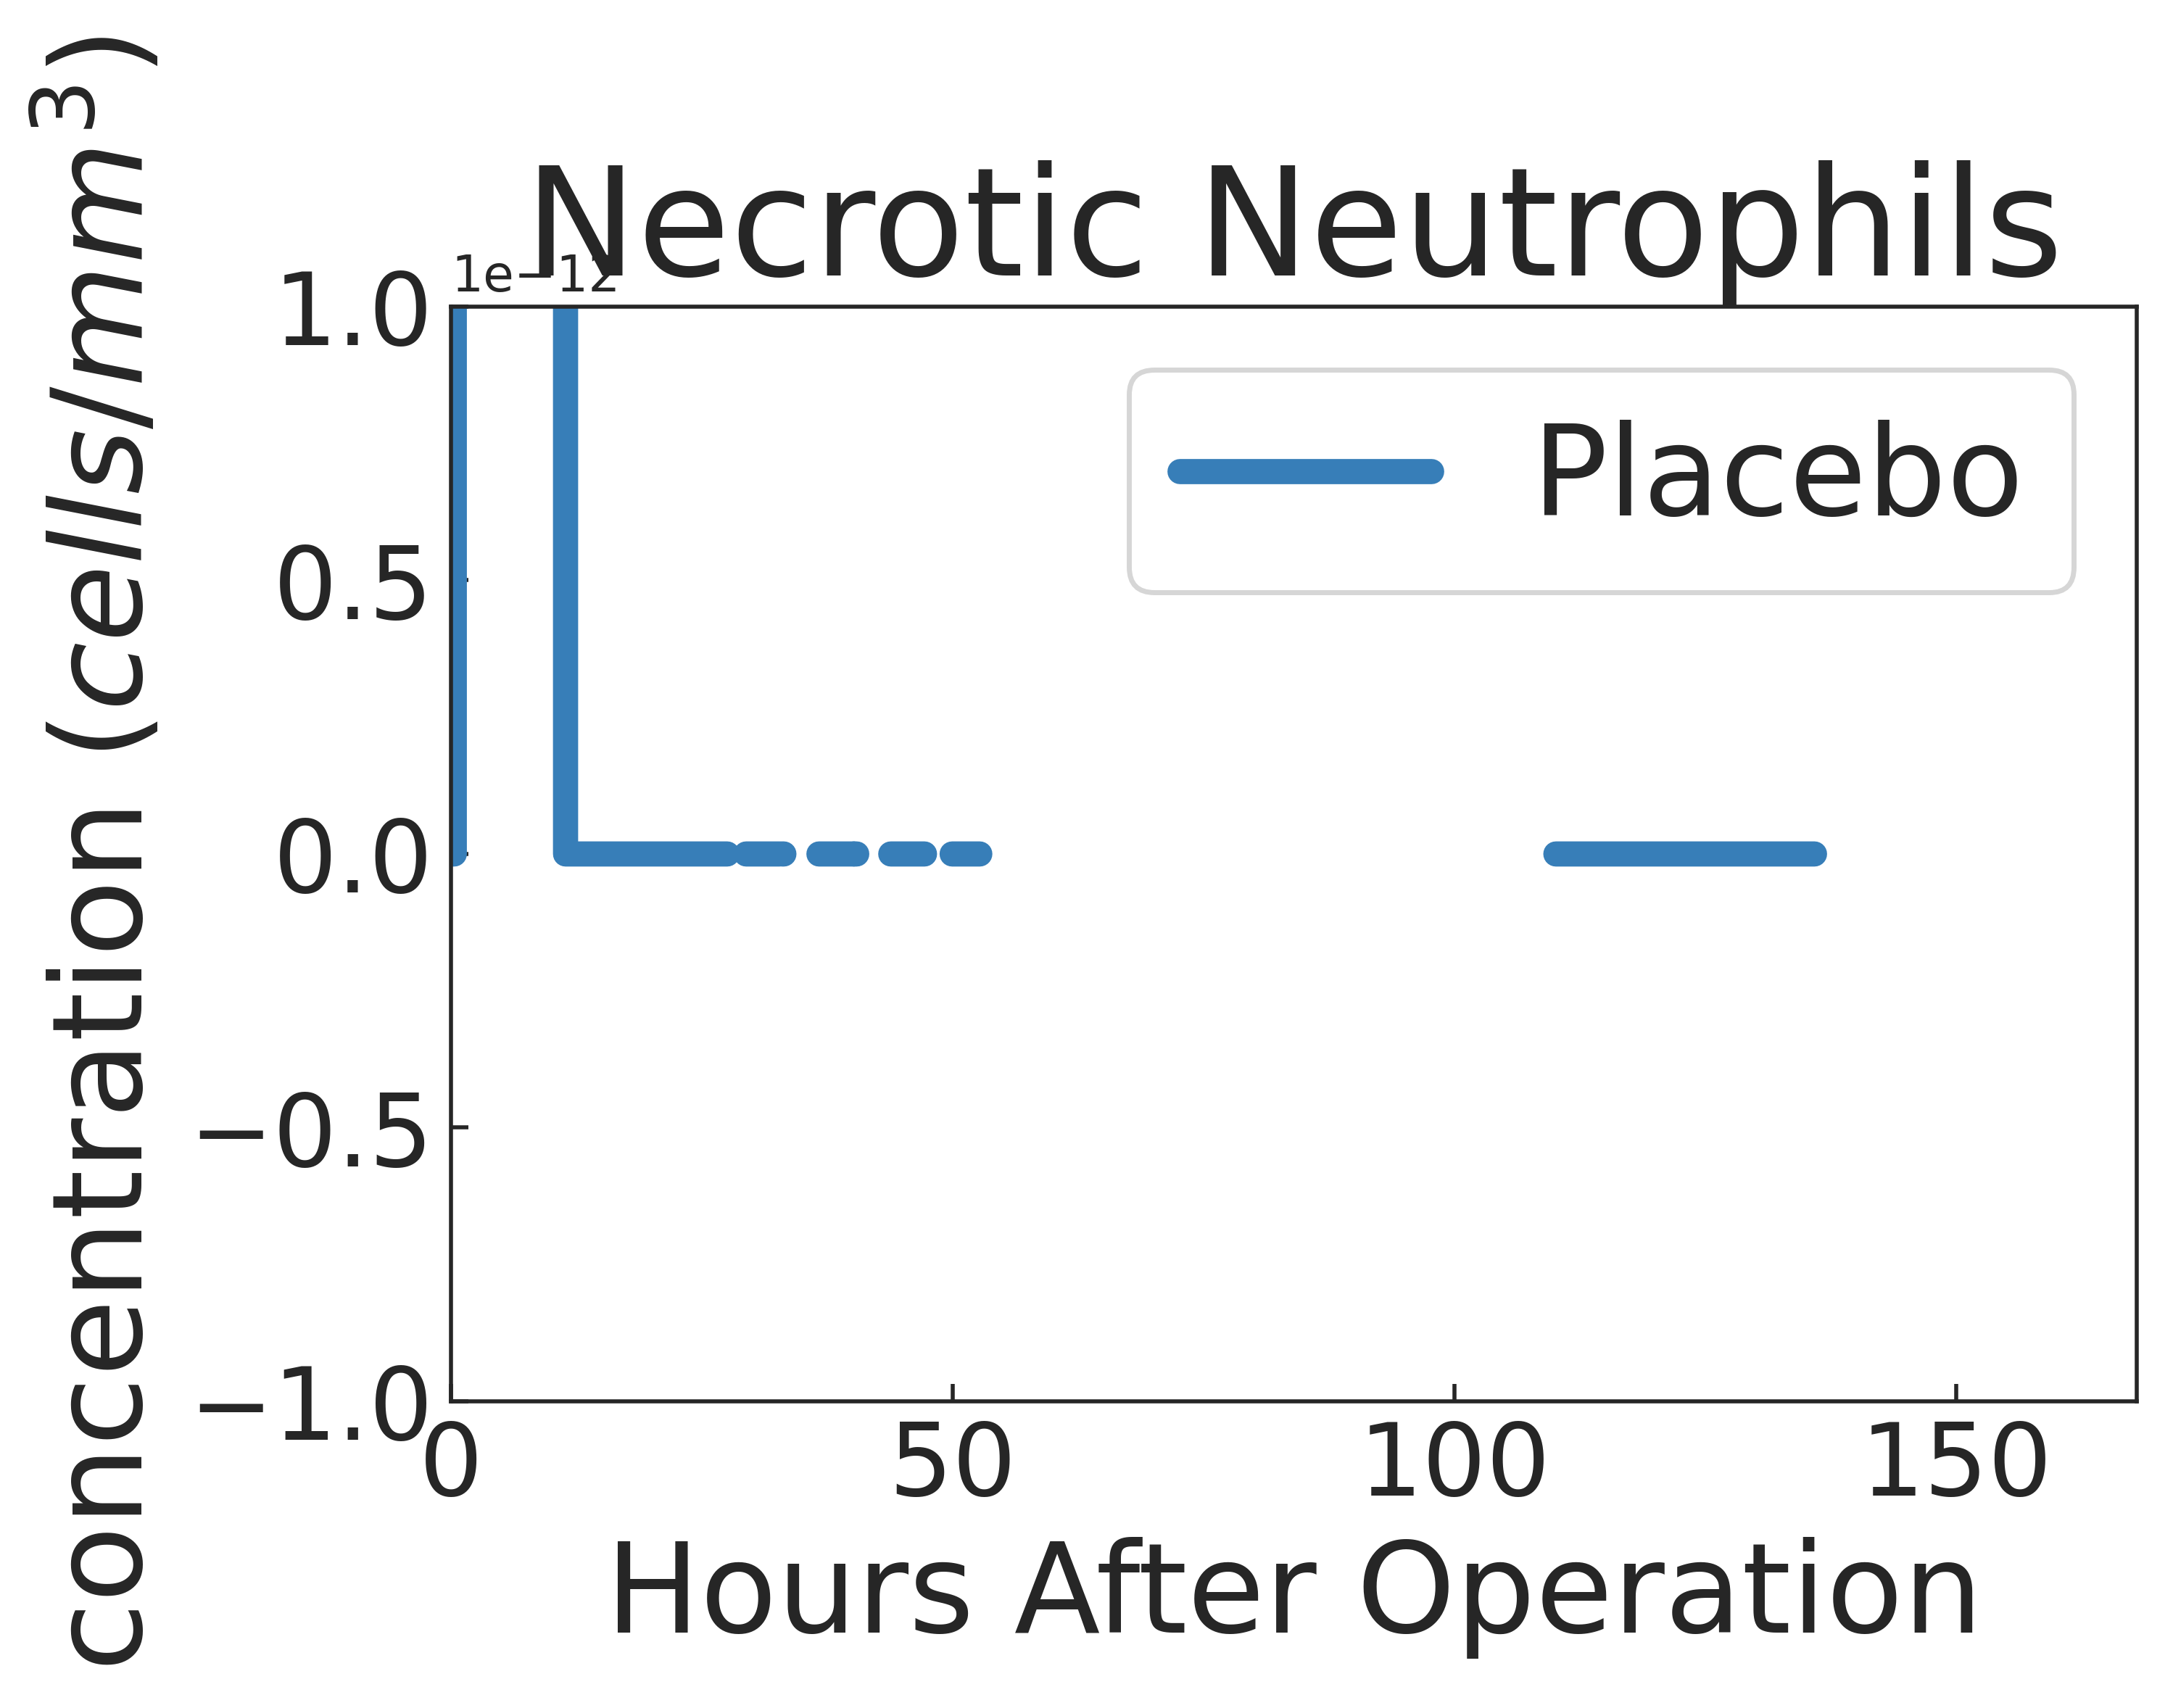 Necrotic Neutrophils
1e−12
concentration (cells/mm³)
1.0
0.5
0.0
−0.5
−1.0
Placebo
0 50 100 150
Hours After Operation